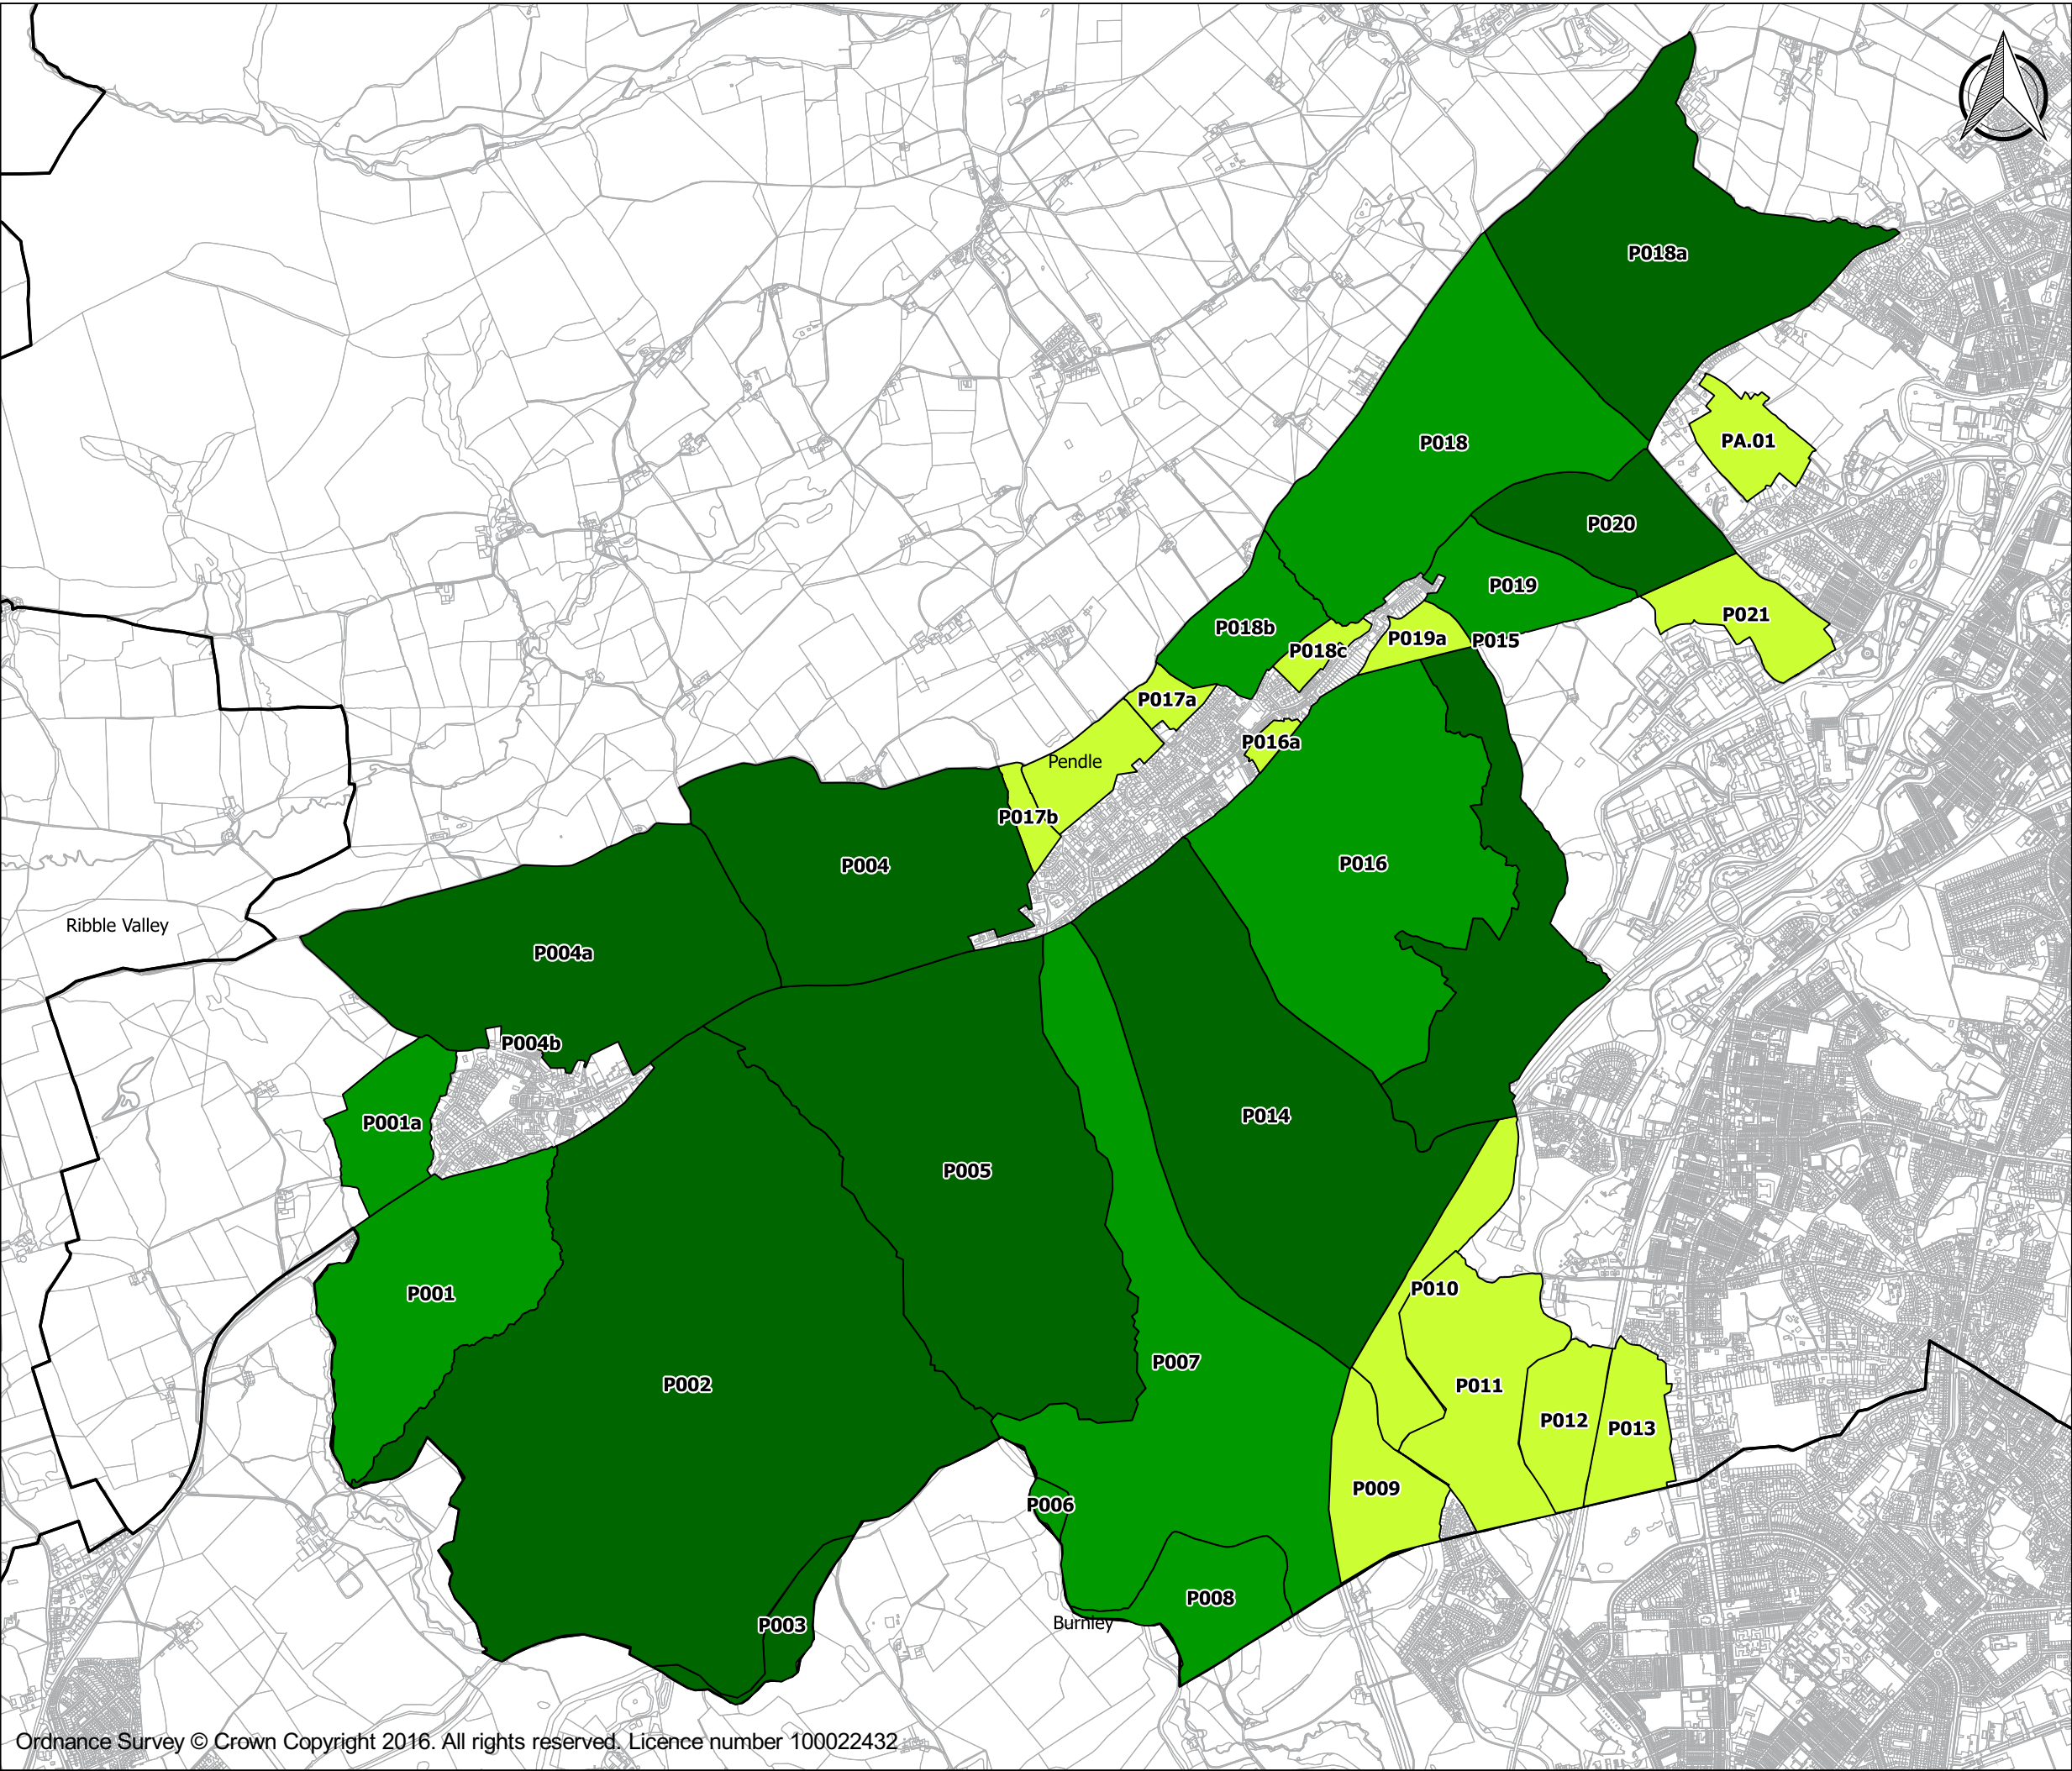 P018a
P018
PA.01
P020
P019
P021
P018b
P018c
P019a
P015
P017a
P016a
Pendle
P017b
P004
P016
Ribble Valley
P004a
P004b
P001a
P014
P005
P001
P010
P007
P002
P011
P012
P013
P009
P006
P008
P003
Burnley
Ordnance Survey © Crown Copyright 2016. All rights reserved. Licence number 100022432